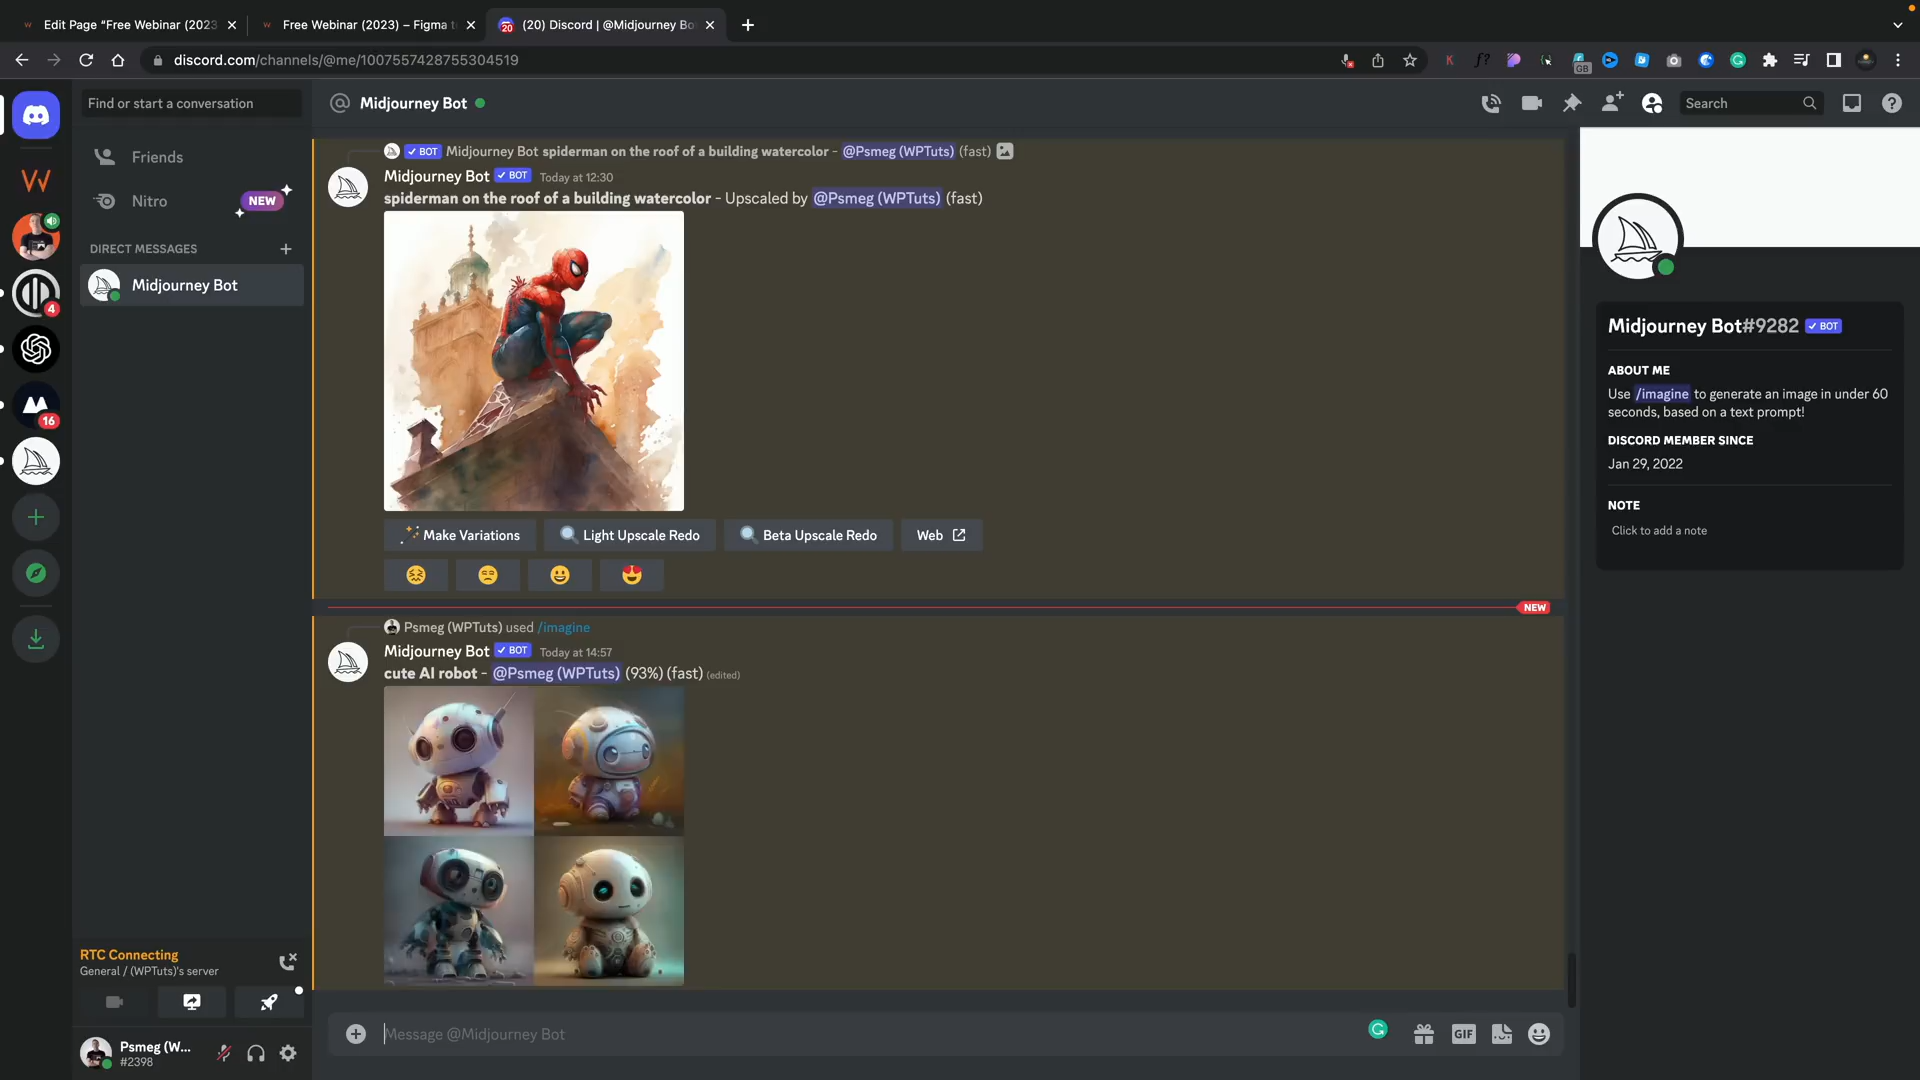 Edit Page "Free Webinar (2023
Free Webinar (2023) – Figma t
(20) Discord | @Midjourney Bo
discord.com/channels/@me/1007557428755304519
GB
Find or start a conversation
Midjourney Bot
Search
Friends
Nitro
NEW
DIRECT MESSAGES
Midjourney Bot
4
16
20
BOT Midjourney Bot spiderman on the roof of a building watercolor - @Psmeg (WPTuts) (fast)
Midjourney Bot BOT Today at 12:30
spiderman on the roof of a building watercolor - Upscaled by @Psmeg (WPTuts) (fast)
Make Variations
Light Upscale Redo
Beta Upscale Redo
Web
NEW
Psmeg (WPTuts) used /imagine
Midjourney Bot BOT Today at 14:57
cute AI robot - @Psmeg (WPTuts) (93%) (fast) (edited)
RTC Connecting
General / (WPTuts)'s server
Psmeg (W...
#2398
Message @Midjourney Bot
GIF
Midjourney Bot#9282 BOT
ABOUT ME
Use /imagine to generate an image in under 60
seconds, based on a text prompt!
DISCORD MEMBER SINCE
Jan 29, 2022
NOTE
Click to add a note